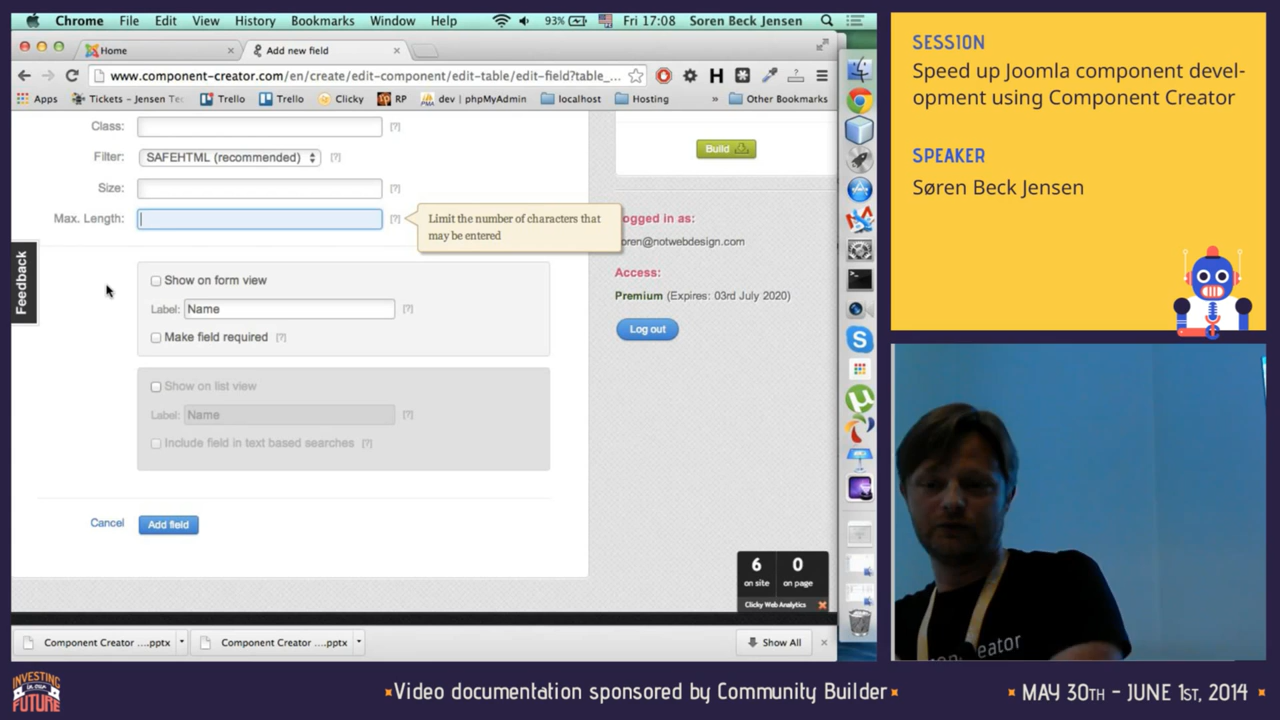 Chrome File Edit View History Bookmarks Window Help 93% Fri 17:08 Soren Beck Jensen
Home
Add new field
www.component-creator.com/en/create/edit-component/edit-table/edit-field?table_...
Apps Tickets - Jensen Te Trello Trello Clicky RP dev | phpMyAdmin localhost Hosting » Other Bookmarks
Class: [?]
Filter: SAFEHTML (recommended) [?]
Size: [?]
Max. Length: [?]
Limit the number of characters that
may be entered
Show on form view
Label: Name [?]
Make field required [?]
Show on list view
Label: Name [?]
Include field in text based searches [?]
Cancel Add field
Feedback
Build
ogged in as:
oren@notwebdesign.com
Access:
Premium (Expires: 03rd July 2020)
Log out
6 0
on site on page
Clicky Web Analytics
Component Creator ....pptx Component Creator ....pptx Show All
SESSION
Speed up Joomla component devel-
opment using Component Creator
SPEAKER
Søren Beck Jensen
eator
INVESTING
IN OUR
FUTURE
Video documentation sponsored by Community Builder
MAY 30TH - JUNE 1ST, 2014